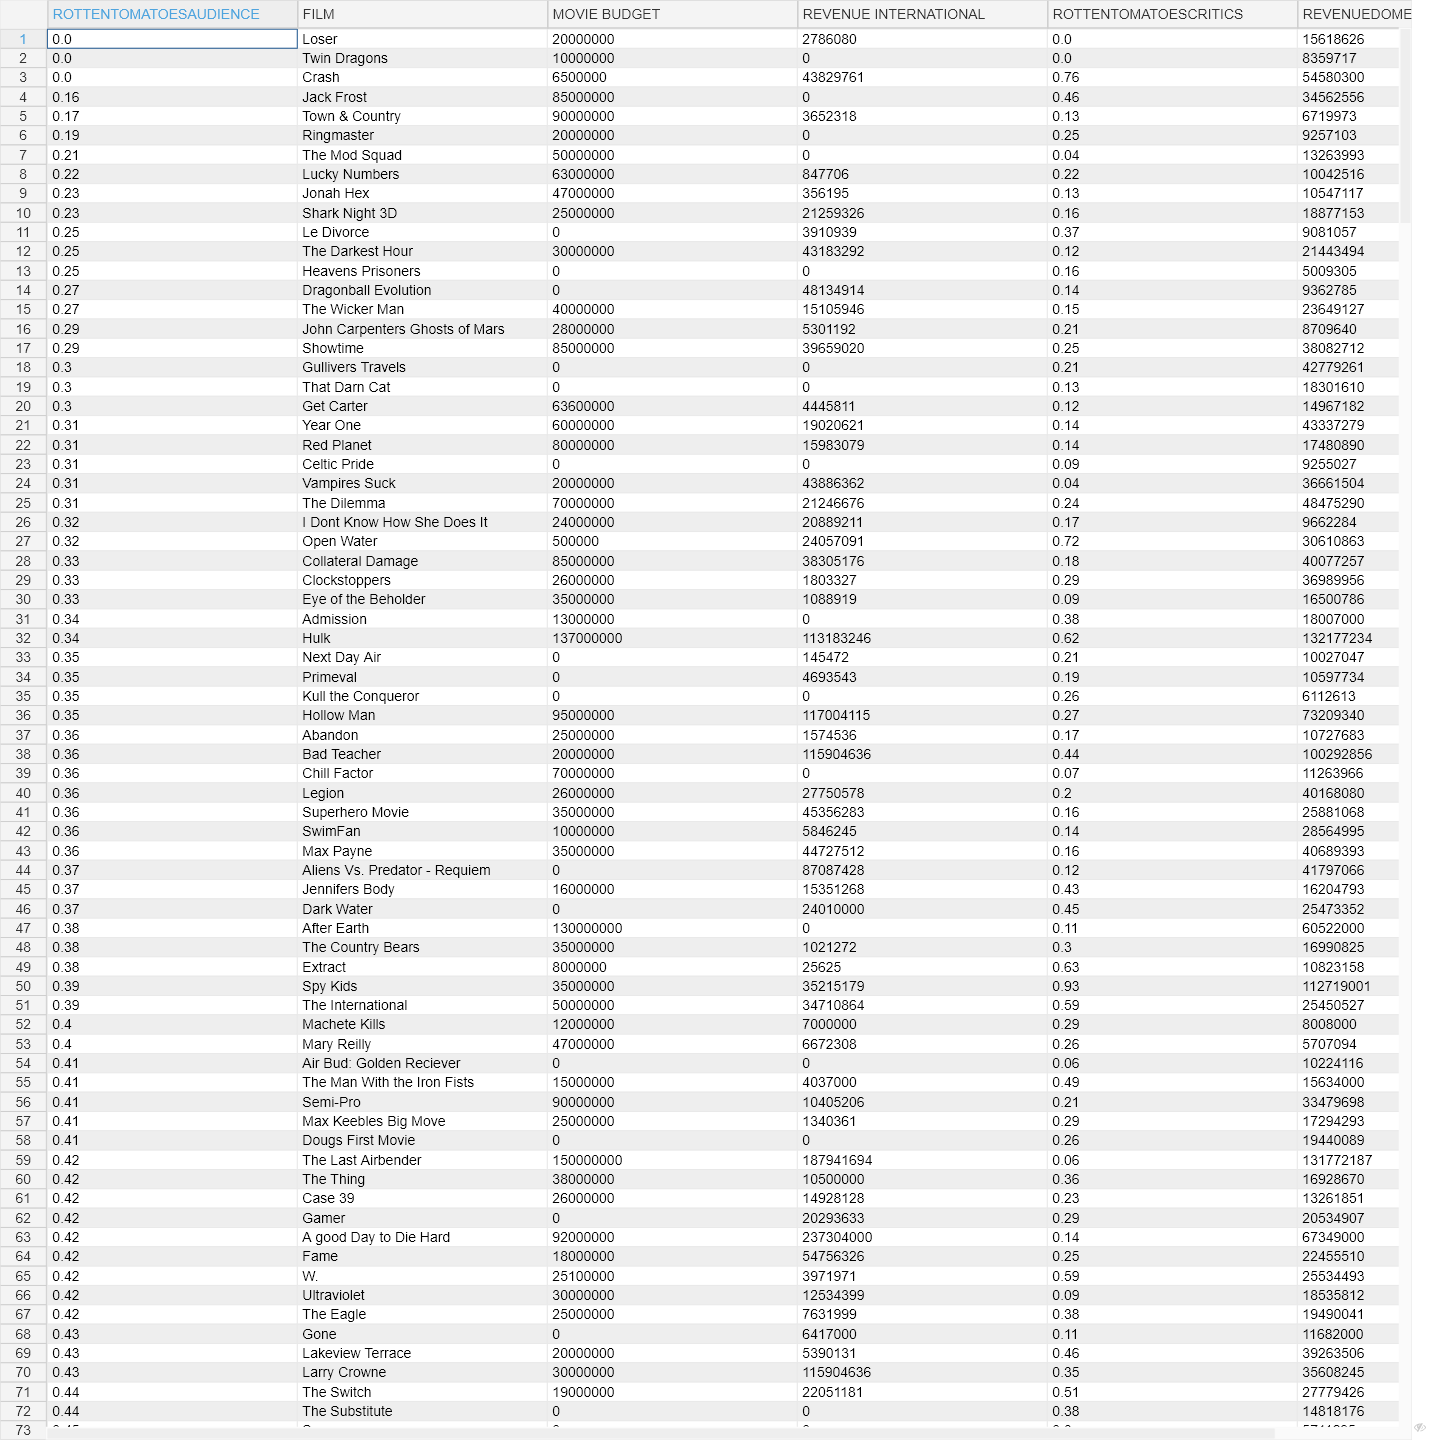 ROTTENTOMATOESAUDIENCE FILM MOVIE BUDGET REVENUE INTERNATIONAL ROTTENTOMATOESCRITICS REVENUEDOME
1 0.0 Loser 20000000 2786080 0.0 15618626
2 0.0 Twin Dragons 10000000 0 0.0 8359717
3 0.0 Crash 6500000 43829761 0.76 54580300
4 0.16 Jack Frost 85000000 0 0.46 34562556
5 0.17 Town & Country 90000000 3652318 0.13 6719973
6 0.19 Ringmaster 20000000 0 0.25 9257103
7 0.21 The Mod Squad 50000000 0 0.04 13263993
8 0.22 Lucky Numbers 63000000 847706 0.22 10042516
9 0.23 Jonah Hex 47000000 356195 0.13 10547117
10 0.23 Shark Night 3D 25000000 21259326 0.16 18877153
11 0.25 Le Divorce 0 3910939 0.37 9081057
12 0.25 The Darkest Hour 30000000 43183292 0.12 21443494
13 0.25 Heavens Prisoners 0 0 0.16 5009305
14 0.27 Dragonball Evolution 0 48134914 0.14 9362785
15 0.27 The Wicker Man 40000000 15105946 0.15 23649127
16 0.29 John Carpenters Ghosts of Mars 28000000 5301192 0.21 8709640
17 0.29 Showtime 85000000 39659020 0.25 38082712
18 0.3 Gullivers Travels 0 0 0.21 42779261
19 0.3 That Darn Cat 0 0 0.13 18301610
20 0.3 Get Carter 63600000 4445811 0.12 14967182
21 0.31 Year One 60000000 19020621 0.14 43337279
22 0.31 Red Planet 80000000 15983079 0.14 17480890
23 0.31 Celtic Pride 0 0 0.09 9255027
24 0.31 Vampires Suck 20000000 43886362 0.04 36661504
25 0.31 The Dilemma 70000000 21246676 0.24 48475290
26 0.32 I Dont Know How She Does It 24000000 20889211 0.17 9662284
27 0.32 Open Water 500000 24057091 0.72 30610863
28 0.33 Collateral Damage 85000000 38305176 0.18 40077257
29 0.33 Clockstoppers 26000000 1803327 0.29 36989956
30 0.33 Eye of the Beholder 35000000 1088919 0.09 16500786
31 0.34 Admission 13000000 0 0.38 18007000
32 0.34 Hulk 137000000 113183246 0.62 132177234
33 0.35 Next Day Air 0 145472 0.21 10027047
34 0.35 Primeval 0 4693543 0.19 10597734
35 0.35 Kull the Conqueror 0 0 0.26 6112613
36 0.35 Hollow Man 95000000 117004115 0.27 73209340
37 0.36 Abandon 25000000 1574536 0.17 10727683
38 0.36 Bad Teacher 20000000 115904636 0.44 100292856
39 0.36 Chill Factor 70000000 0 0.07 11263966
40 0.36 Legion 26000000 27750578 0.2 40168080
41 0.36 Superhero Movie 35000000 45356283 0.16 25881068
42 0.36 SwimFan 10000000 5846245 0.14 28564995
43 0.36 Max Payne 35000000 44727512 0.16 40689393
44 0.37 Aliens Vs. Predator - Requiem 0 87087428 0.12 41797066
45 0.37 Jennifers Body 16000000 15351268 0.43 16204793
46 0.37 Dark Water 0 24010000 0.45 25473352
47 0.38 After Earth 130000000 0 0.11 60522000
48 0.38 The Country Bears 35000000 1021272 0.3 16990825
49 0.38 Extract 8000000 25625 0.63 10823158
50 0.39 Spy Kids 35000000 35215179 0.93 112719001
51 0.39 The International 50000000 34710864 0.59 25450527
52 0.4 Machete Kills 12000000 7000000 0.29 8008000
53 0.4 Mary Reilly 47000000 6672308 0.26 5707094
54 0.41 Air Bud: Golden Reciever 0 0 0.06 10224116
55 0.41 The Man With the Iron Fists 15000000 4037000 0.49 15634000
56 0.41 Semi-Pro 90000000 10405206 0.21 33479698
57 0.41 Max Keebles Big Move 25000000 1340361 0.29 17294293
58 0.41 Dougs First Movie 0 0 0.26 19440089
59 0.42 The Last Airbender 150000000 187941694 0.06 131772187
60 0.42 The Thing 38000000 10500000 0.36 16928670
61 0.42 Case 39 26000000 14928128 0.23 13261851
62 0.42 Gamer 0 20293633 0.29 20534907
63 0.42 A good Day to Die Hard 92000000 237304000 0.14 67349000
64 0.42 Fame 18000000 54756326 0.25 22455510
65 0.42 W. 25100000 3971971 0.59 25534493
66 0.42 Ultraviolet 30000000 12534399 0.09 18535812
67 0.42 The Eagle 25000000 7631999 0.38 19490041
68 0.43 Gone 0 6417000 0.11 11682000
69 0.43 Lakeview Terrace 20000000 5390131 0.46 39263506
70 0.43 Larry Crowne 30000000 115904636 0.35 35608245
71 0.44 The Switch 19000000 22051181 0.51 27779426
72 0.44 The Substitute 0 0 0.38 14818176
73